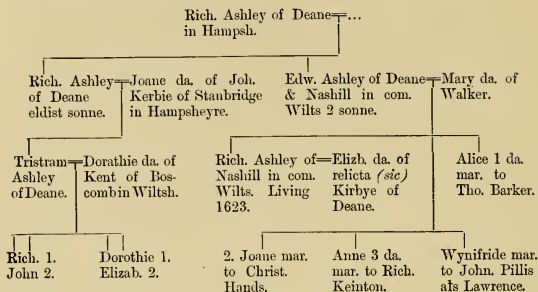 Rich. Ashley of Deane=...
in Hampsh.
Rich. Ashley=Joane da. of Joh.
of Deane Kerbie of Stanbridge
eldist sonne. in Hampsheyre.
Edw. Ashley of Deane=Mary da. of
& Nashill in com. Walker.
Wilts 2 sonne.
Tristram=Dorathie da. of
Ashley Kent of Bos-
of Deane. comb in Wiltsh.
Rich. Ashley of=Elizb. da. of
Nashill in com. relicta (sic)
Wilts. Living Kirbye of
1623. Deane.
Alice 1 da.
mar. to
Tho. Barker.
Rich. 1.
John 2.
Dorothie 1.
Elizab. 2.
2. Joane mar.
to Christ.
Hands.
Anne 3 da.
mar. to Rich.
Keinton.
Wynifride mar.
to John. Pillis
als Lawrence.